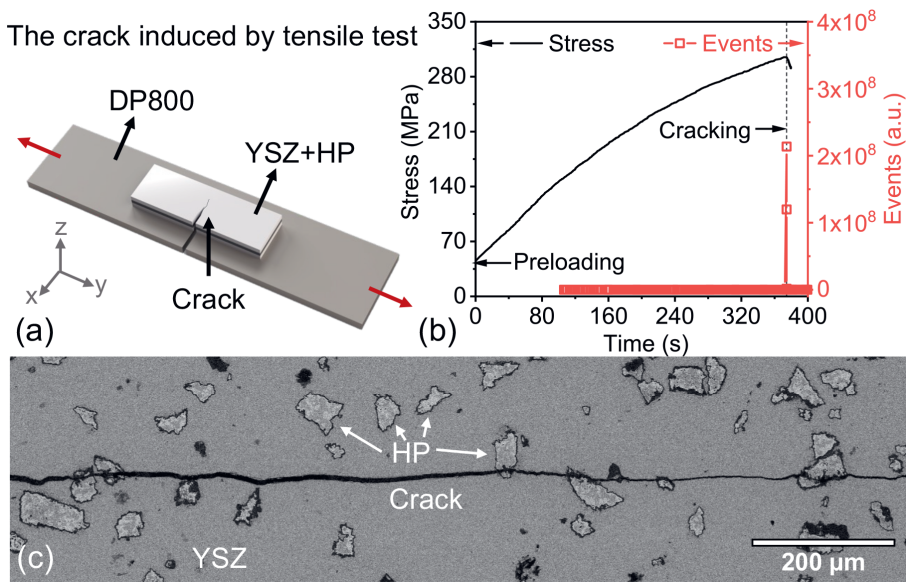 The crack induced by tensile test
DP800
YSZ+HP
Crack
z
x
y
(a)
Stress
Events
Cracking
Preloading
Stress (MPa)
350
280
210
140
70
0
0
80
160
240
320
400
Time (s)
4x10⁸
3x10⁸
2x10⁸
1x10⁸
0
Events (a.u.)
(b)
HP
Crack
YSZ
200 µm
(c)